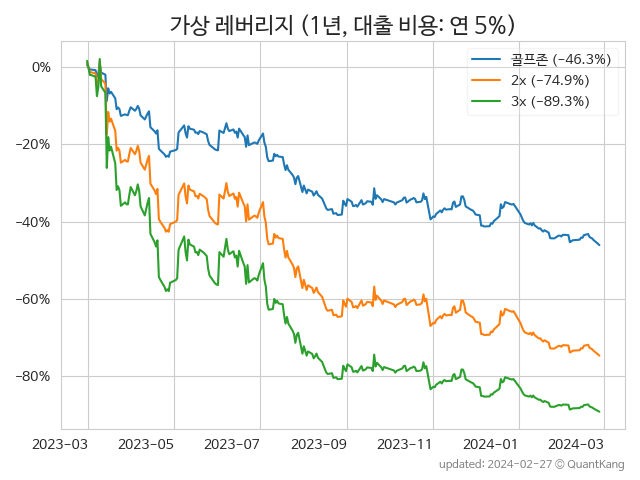 가상 레버리지 (1년, 대출 비용: 연 5%)
골프존 (−46.3%)
2x (−74.9%)
3x (−89.3%)
0%
−20%
−40%
−60%
−80%
2023-03 2023-05 2023-07 2023-09 2023-11 2024-01 2024-03
updated: 2024-02-27 © QuantKang